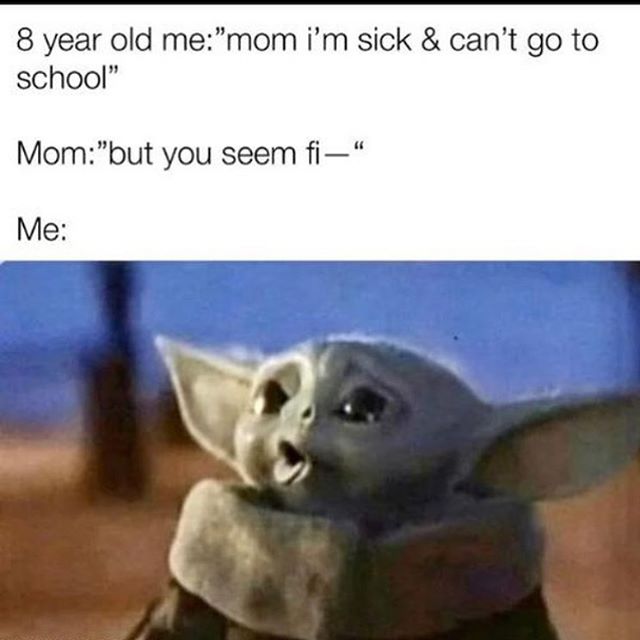 8 year old me:”mom i’m sick & can’t go to
school”
Mom:”but you seem fi—“
Me: